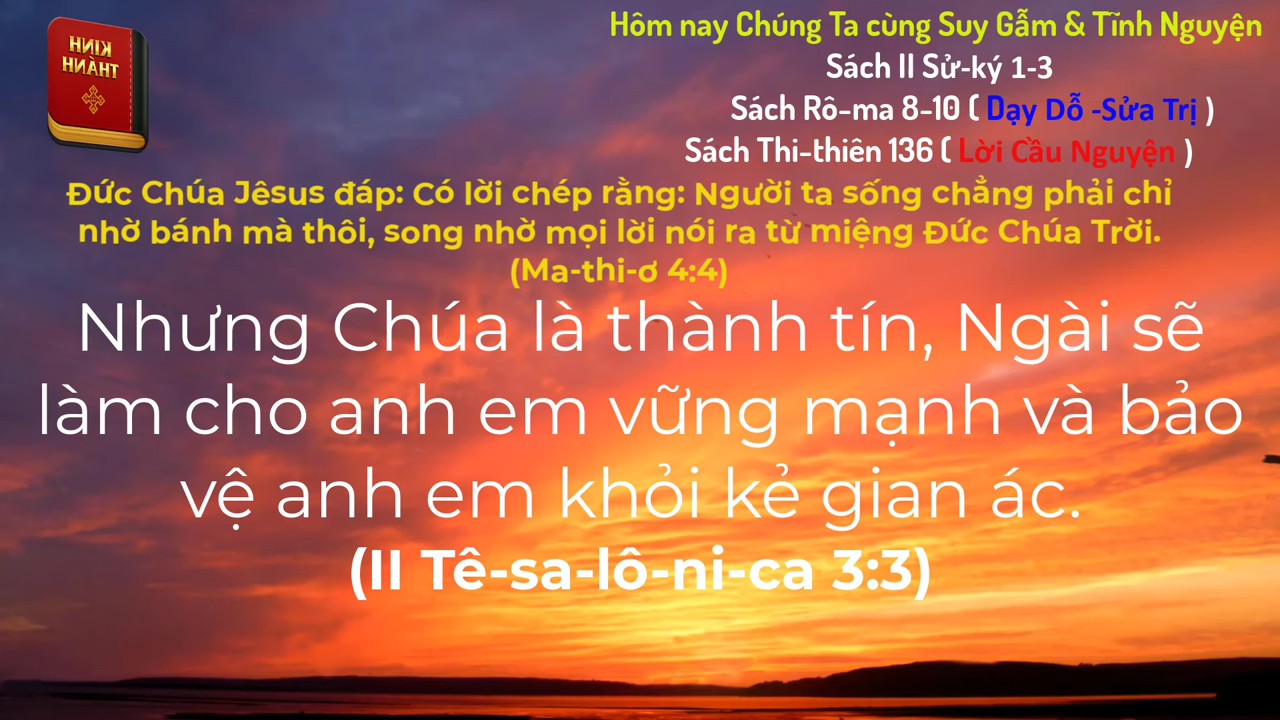 KINH
THÀNH
Hôm nay Chúng Ta cùng Suy Gẫm & Tĩnh Nguyện
Sách II Sử-ký 1-3
Sách Rô-ma 8-10 ( Dạy Dỗ -Sửa Trị )
Sách Thi-thiên 136 ( Lời Cầu Nguyện )
Đức Chúa Jêsus đáp: Có lời chép rằng: Người ta sống chẳng phải chỉ
nhờ bánh mà thôi, song nhờ mọi lời nói ra từ miệng Đức Chúa Trời.
(Ma-thi-ơ 4:4)
Nhưng Chúa là thành tín, Ngài sẽ
làm cho anh em vững mạnh và bảo
vệ anh em khỏi kẻ gian ác.
(II Tê-sa-lô-ni-ca 3:3)